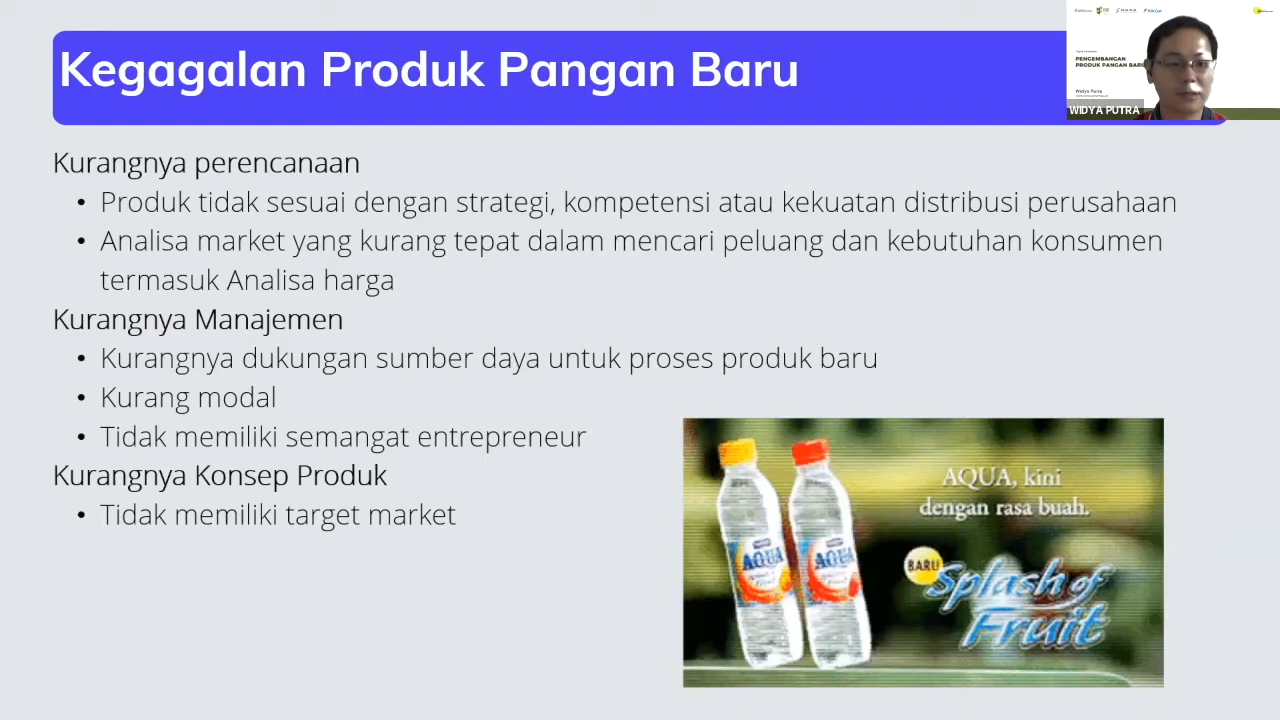 Kegagalan Produk Pangan Baru
PENGEMBANGAN
PRODUK PANGAN BARU
Widya Putra
WIDYA PUTRA
Kurangnya perencanaan
• Produk tidak sesuai dengan strategi, kompetensi atau kekuatan distribusi perusahaan
• Analisa market yang kurang tepat dalam mencari peluang dan kebutuhan konsumen
termasuk Analisa harga
Kurangnya Manajemen
• Kurangnya dukungan sumber daya untuk proses produk baru
• Kurang modal
• Tidak memiliki semangat entrepreneur
Kurangnya Konsep Produk
• Tidak memiliki target market
AQUA, kini
dengan rasa buah.
BARU
Splash of
Fruit
AQUA
AQUA